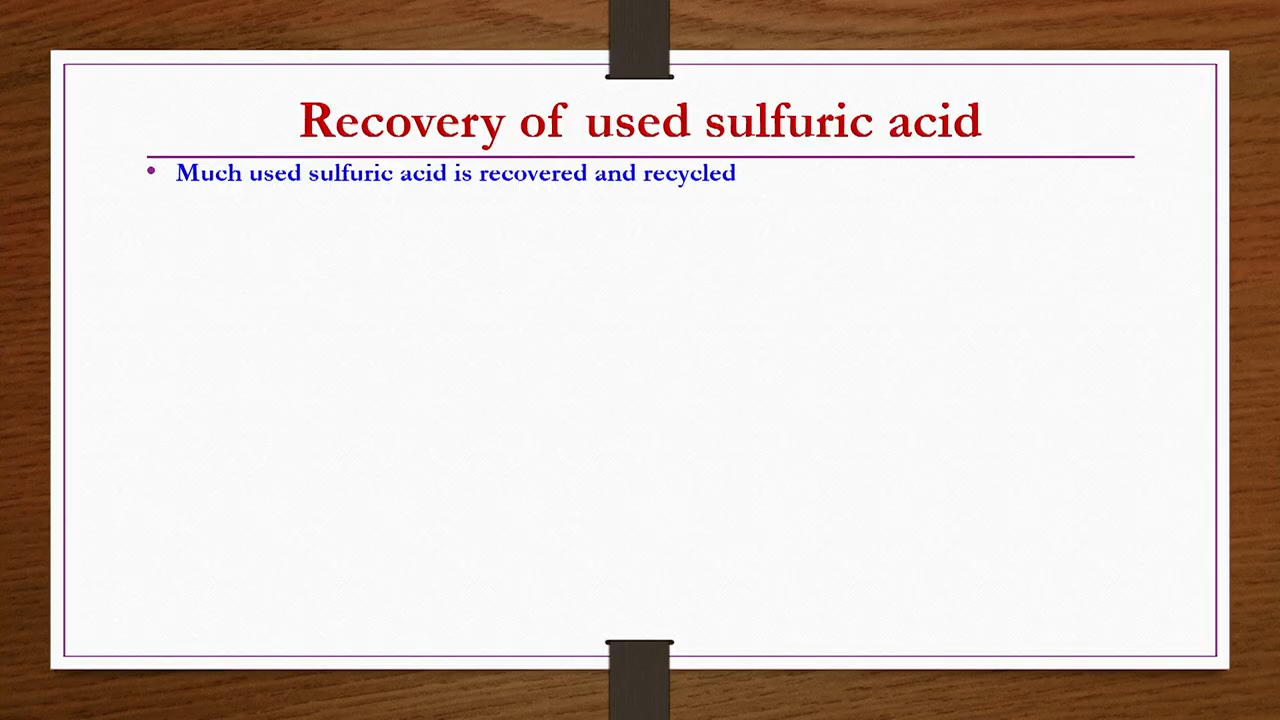 Recovery of used sulfuric acid
• Much used sulfuric acid is recovered and recycled